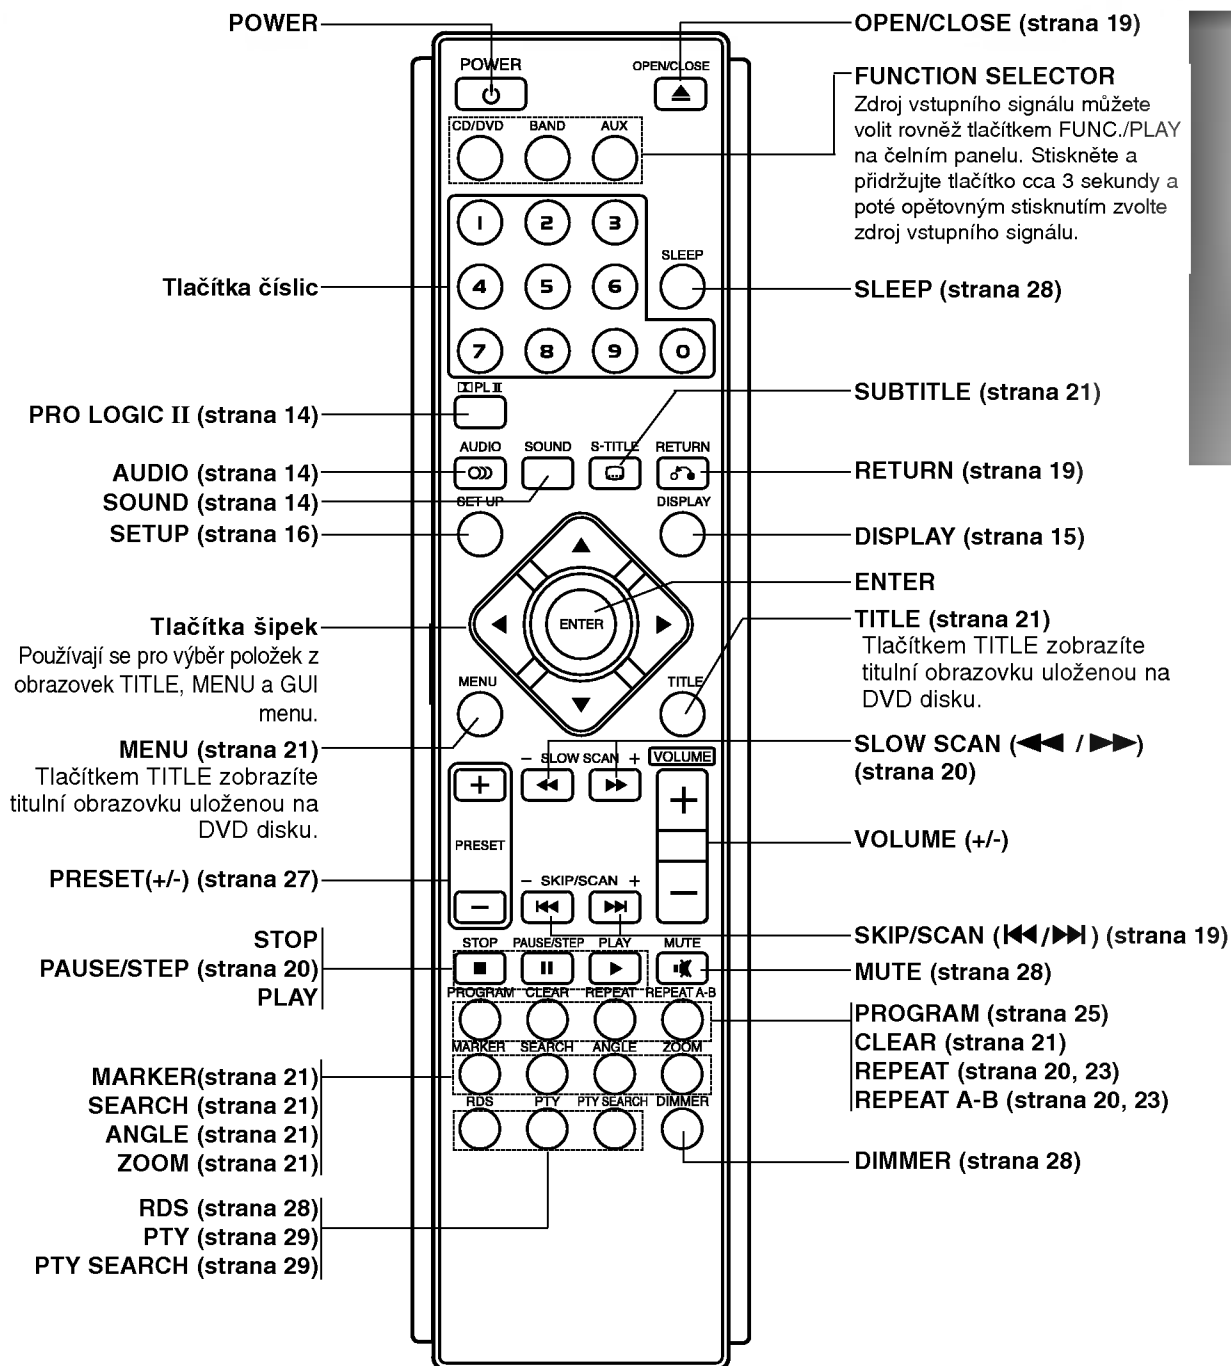 POWER
OPEN/CLOSE (strana 19)
FUNCTION SELECTOR
Zdroj vstupního signálu můžete
volit rovněž tlačítkem FUNC./PLAY
na čelním panelu. Stiskněte a
přidržujte tlačítko cca 3 sekundy a
poté opětovným stisknutím zvolte
zdroj vstupního signálu.
POWER OPEN/CLOSE
CD/DVD BAND AUX
1 2 3
SLEEP
4 5 6
7 8 9 0
Tlačítka číslic
SLEEP (strana 28)
PL II
PRO LOGIC II (strana 14)
SUBTITLE (strana 21)
AUDIO SOUND S-TITLE RETURN
AUDIO (strana 14)
SOUND (strana 14)
SETUP (strana 16)
RETURN (strana 19)
SET UP DISPLAY
DISPLAY (strana 15)
ENTER
ENTER
Tlačítka šipek
Používají se pro výběr položek z
obrazovek TITLE, MENU a GUI
menu.
TITLE (strana 21)
Tlačítkem TITLE zobrazíte
titulní obrazovku uloženou na
DVD disku.
MENU TITLE
MENU (strana 21)
Tlačítkem TITLE zobrazíte
titulní obrazovku uloženou na
DVD disku.
SLOW SCAN (◀◀ / ▶▶)
(strana 20)
- SLOW SCAN + VOLUME
+ +
PRESET
- -
VOLUME (+/-)
PRESET(+/-) (strana 27)
- SKIP/SCAN +
SKIP/SCAN (|◀◀/▶▶|) (strana 19)
STOP
PAUSE/STEP (strana 20)
PLAY
STOP PAUSE/STEP PLAY MUTE
MUTE (strana 28)
PROGRAM CLEAR REPEAT REPEAT A-B
PROGRAM (strana 25)
CLEAR (strana 21)
REPEAT (strana 20, 23)
REPEAT A-B (strana 20, 23)
MARKER SEARCH ANGLE ZOOM
MARKER(strana 21)
SEARCH (strana 21)
ANGLE (strana 21)
ZOOM (strana 21)
RDS PTY PTY SEARCH DIMMER
DIMMER (strana 28)
RDS (strana 28)
PTY (strana 29)
PTY SEARCH (strana 29)